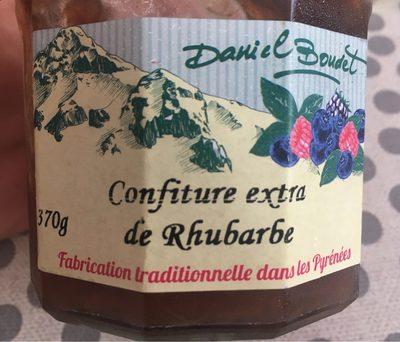 Daniel Boudet
Confiture extra
370g
de Rhubarbe
Fabrication traditionnelle dans les Pyrénées